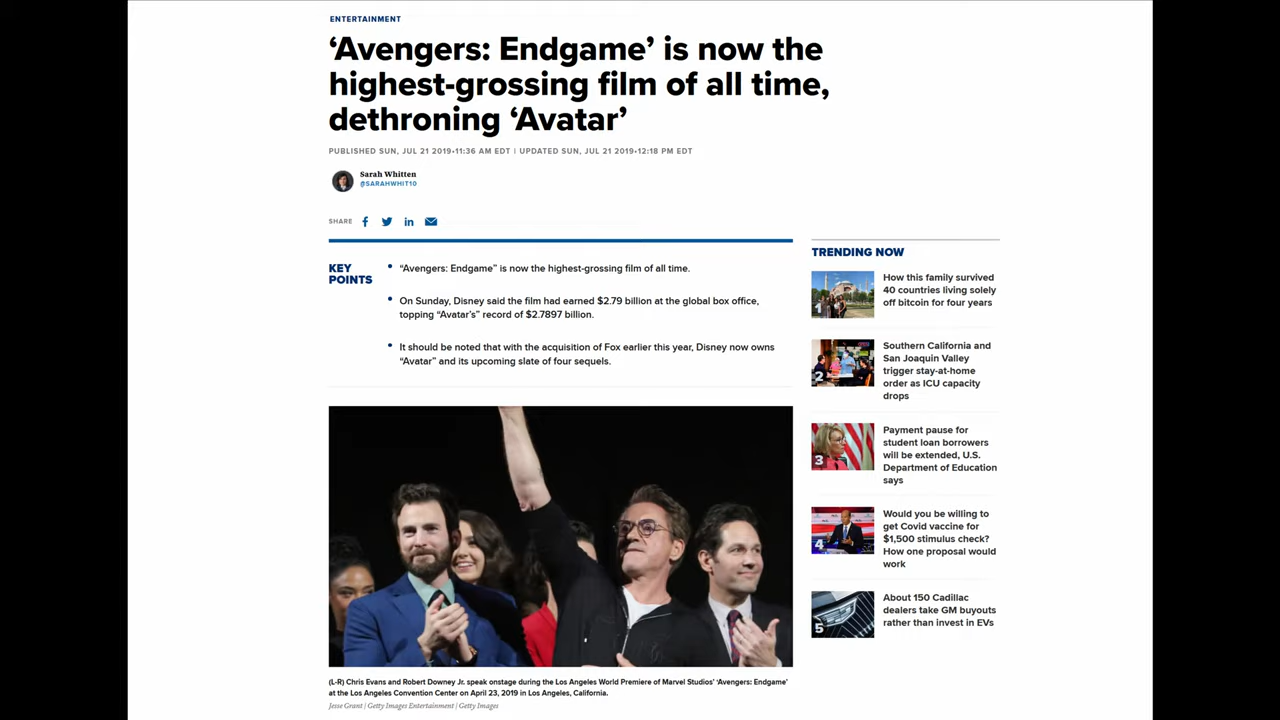 ENTERTAINMENT
‘Avengers: Endgame’ is now the
highest-grossing film of all time,
dethroning ‘Avatar’
PUBLISHED SUN, JUL 21 2019•11:36 AM EDT | UPDATED SUN, JUL 21 2019•12:18 PM EDT
Sarah Whitten
@SARAHWHIT10
SHARE
KEY
POINTS
• “Avengers: Endgame” is now the highest-grossing film of all time.
• On Sunday, Disney said the film had earned $2.79 billion at the global box office,
topping “Avatar’s” record of $2.7897 billion.
• It should be noted that with the acquisition of Fox earlier this year, Disney now owns
“Avatar” and its upcoming slate of four sequels.
(L-R) Chris Evans and Robert Downey Jr. speak onstage during the Los Angeles World Premiere of Marvel Studios' 'Avengers: Endgame'
at the Los Angeles Convention Center on April 23, 2019 in Los Angeles, California.
Jesse Grant | Getty Images Entertainment | Getty Images
TRENDING NOW
1
How this family survived
40 countries living solely
off bitcoin for four years
2
Southern California and
San Joaquin Valley
trigger stay-at-home
order as ICU capacity
drops
3
Payment pause for
student loan borrowers
will be extended, U.S.
Department of Education
says
4
Would you be willing to
get Covid vaccine for
$1,500 stimulus check?
How one proposal would
work
5
About 150 Cadillac
dealers take GM buyouts
rather than invest in EVs